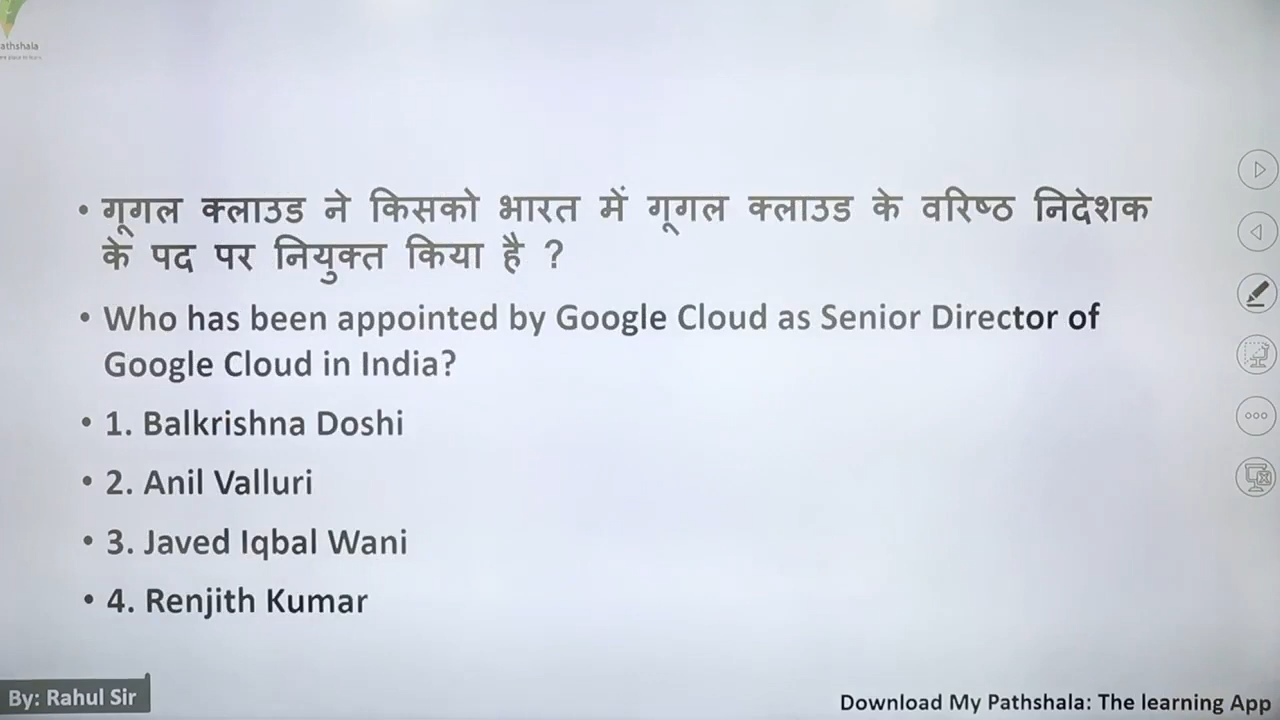 athshala
• गूगल क्लाउड ने किसको भारत में गूगल क्लाउड के वरिष्ठ निदेशक
के पद पर नियुक्त किया है ?
• Who has been appointed by Google Cloud as Senior Director of
Google Cloud in India?
• 1. Balkrishna Doshi
• 2. Anil Valluri
• 3. Javed Iqbal Wani
• 4. Renjith Kumar
By: Rahul Sir
Download My Pathshala: The learning App